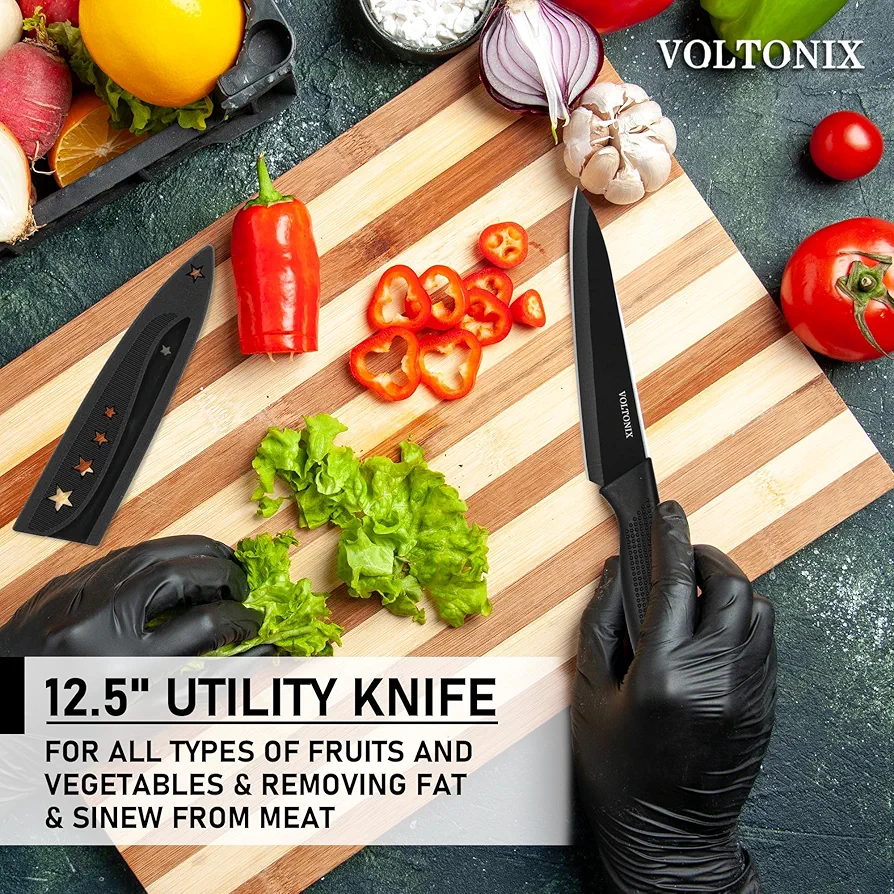 VOLTONIX
VOLTONIX
12.5" UTILITY KNIFE
FOR ALL TYPES OF FRUITS AND
VEGETABLES & REMOVING FAT
& SINEW FROM MEAT